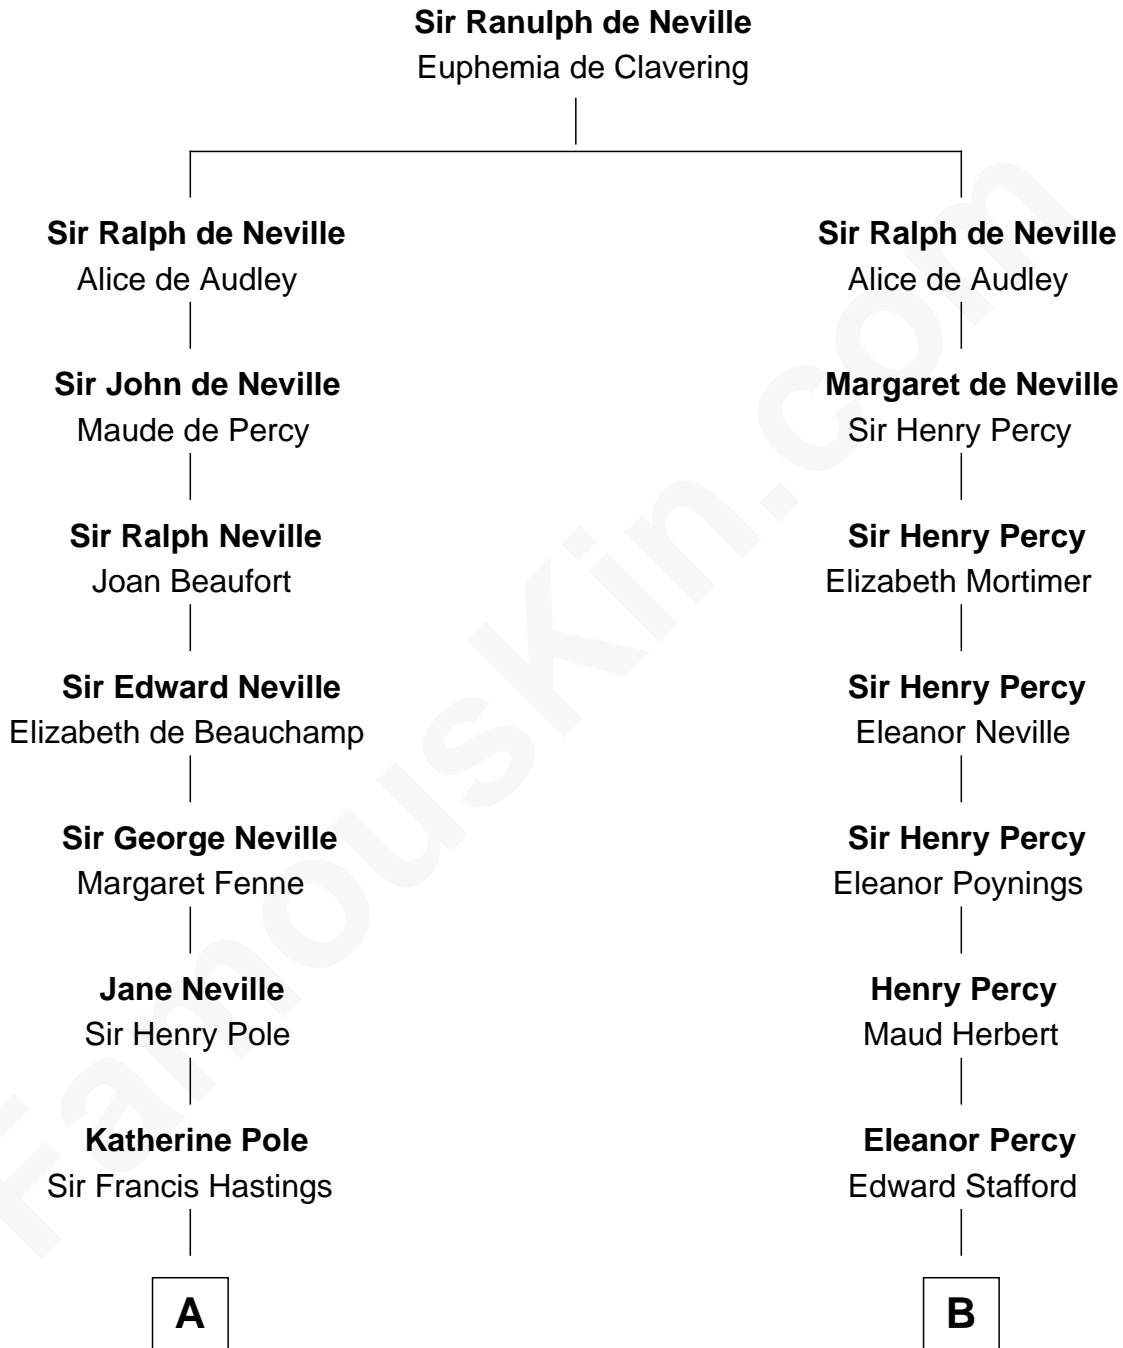 Sir Ranulph de Neville
Euphemia de Clavering
Sir Ralph de Neville
Alice de Audley
Sir John de Neville
Maude de Percy
Sir Ralph Neville
Joan Beaufort
Sir Edward Neville
Elizabeth de Beauchamp
Sir George Neville
Margaret Fenne
Jane Neville
Sir Henry Pole
Katherine Pole
Sir Francis Hastings
A
Sir Ralph de Neville
Alice de Audley
Margaret de Neville
Sir Henry Percy
Sir Henry Percy
Elizabeth Mortimer
Sir Henry Percy
Eleanor Neville
Sir Henry Percy
Eleanor Poynings
Henry Percy
Maud Herbert
Eleanor Percy
Edward Stafford
B
FamousKin.com